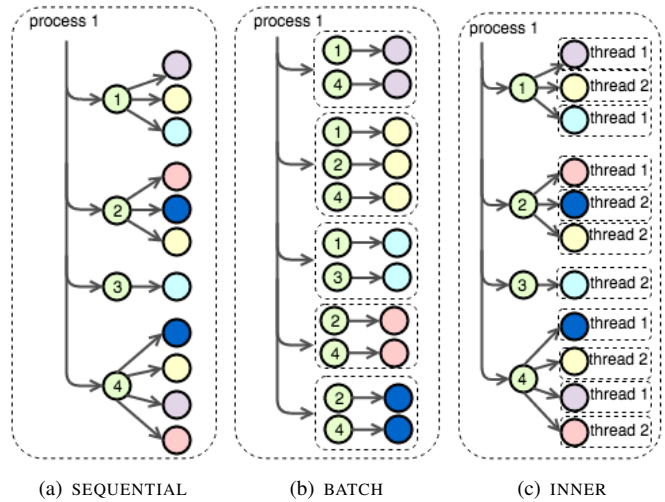 process 1
1
2
3
4
(a) SEQUENTIAL
process 1
1
4
1
2
4
1
3
2
4
2
4
(b) BATCH
process 1
1
thread 1
thread 2
thread 1
2
thread 1
thread 2
thread 2
3
thread 2
4
thread 1
thread 2
thread 1
thread 2
(c) INNER